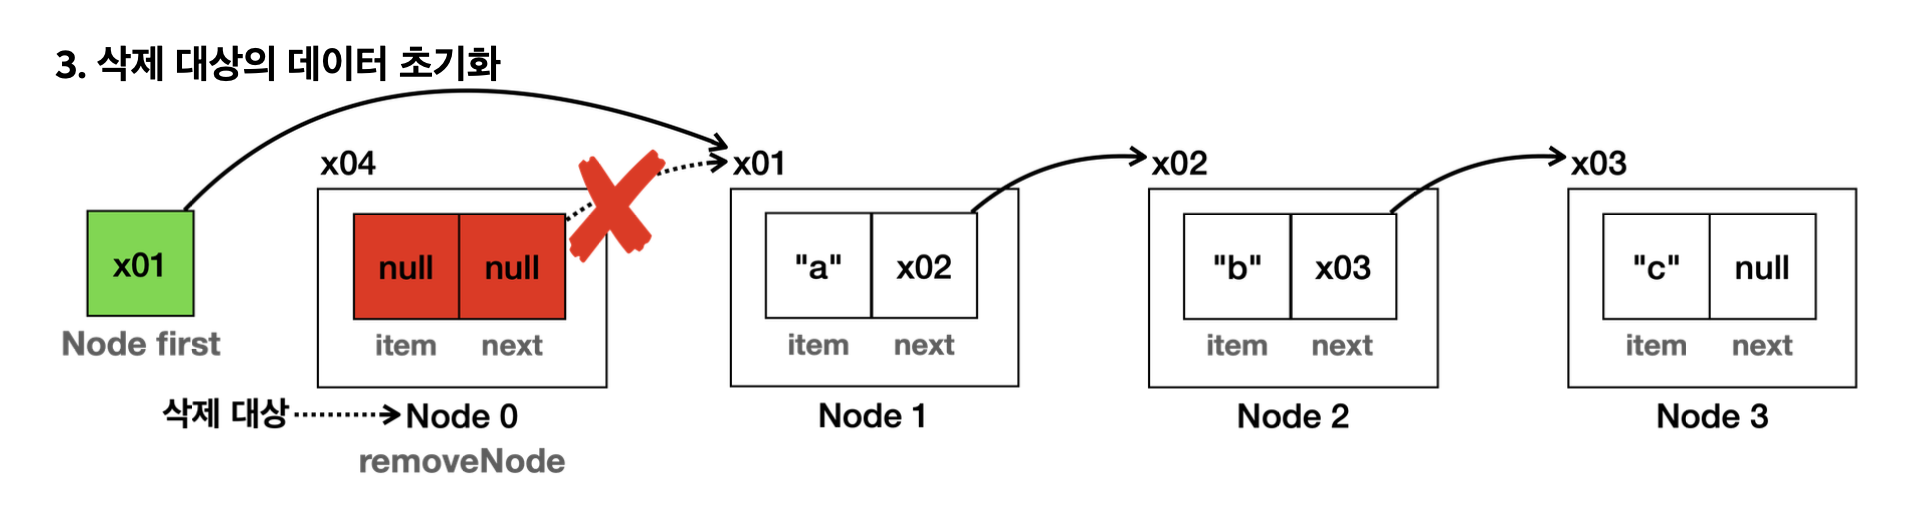 3. 삭제 대상의 데이터 초기화
x04 x01 x02 x03
x01 null null "a" x02 "b" x03 "c" null
Node first item next item next item next item next
삭제 대상 Node 0 Node 1 Node 2 Node 3
removeNode